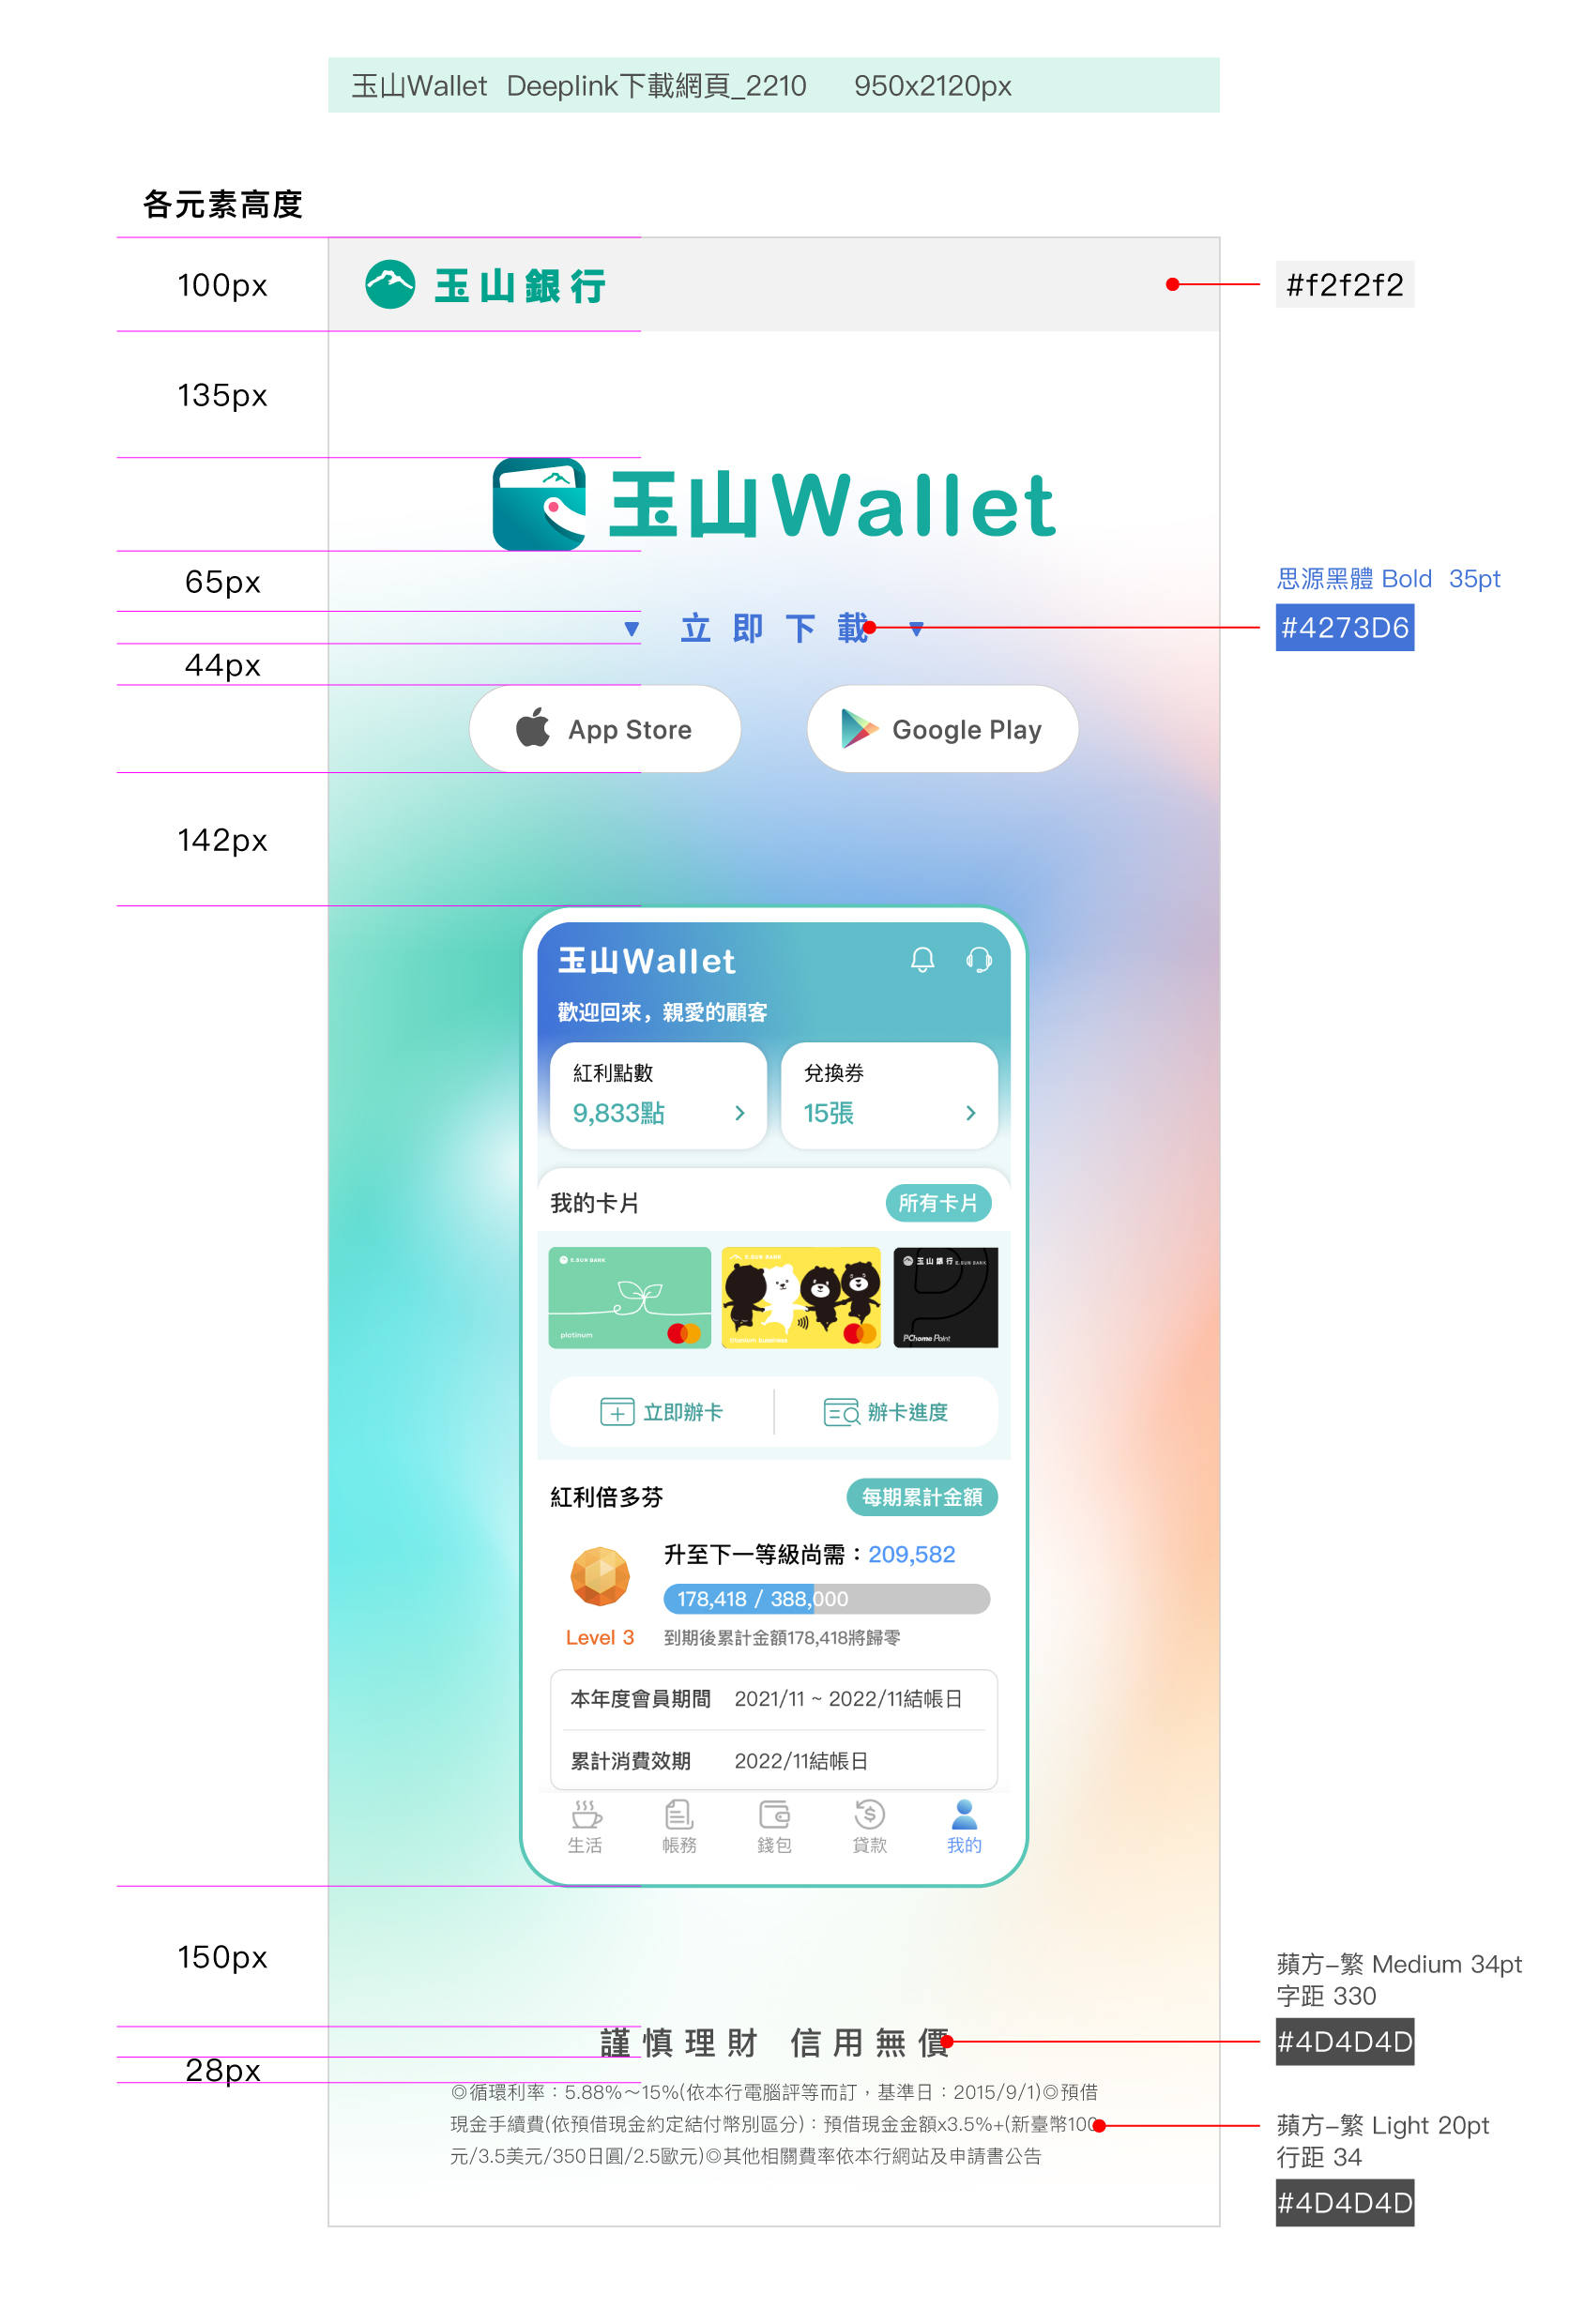 玉山Wallet Deeplink下載網頁_2210 950x2120px
各元素高度
100px
玉山銀行
#f2f2f2
135px
玉山Wallet
65px
思源黑體 Bold 35pt
▼ 立即下載 ▼
#4273D6
44px
App Store
Google Play
142px
玉山Wallet
歡迎回來，親愛的顧客
紅利點數
兌換券
9,833點
15張
我的卡片
所有卡片
E.SUN BANK
platinum
E.SUN BANK
titanium business
玉山銀行 E.SUN BANK
PChome Point
立即辦卡
辦卡進度
紅利倍多芬
每期累計金額
升至下一等級尚需：209,582
178,418 / 388,000
Level 3
到期後累計金額178,418將歸零
本年度會員期間 2021/11 ~ 2022/11結帳日
累計消費效期 2022/11結帳日
生活
帳務
錢包
貸款
我的
150px
蘋方-繁 Medium 34pt
字距 330
謹慎理財 信用無價
#4D4D4D
28px
◎循環利率：5.88%～15%(依本行電腦評等而訂，基準日：2015/9/1)◎預借
現金手續費(依預借現金約定結付幣別區分)：預借現金金額x3.5%+(新臺幣100
元/3.5美元/350日圓/2.5歐元)◎其他相關費率依本行網站及申請書公告
蘋方-繁 Light 20pt
行距 34
#4D4D4D